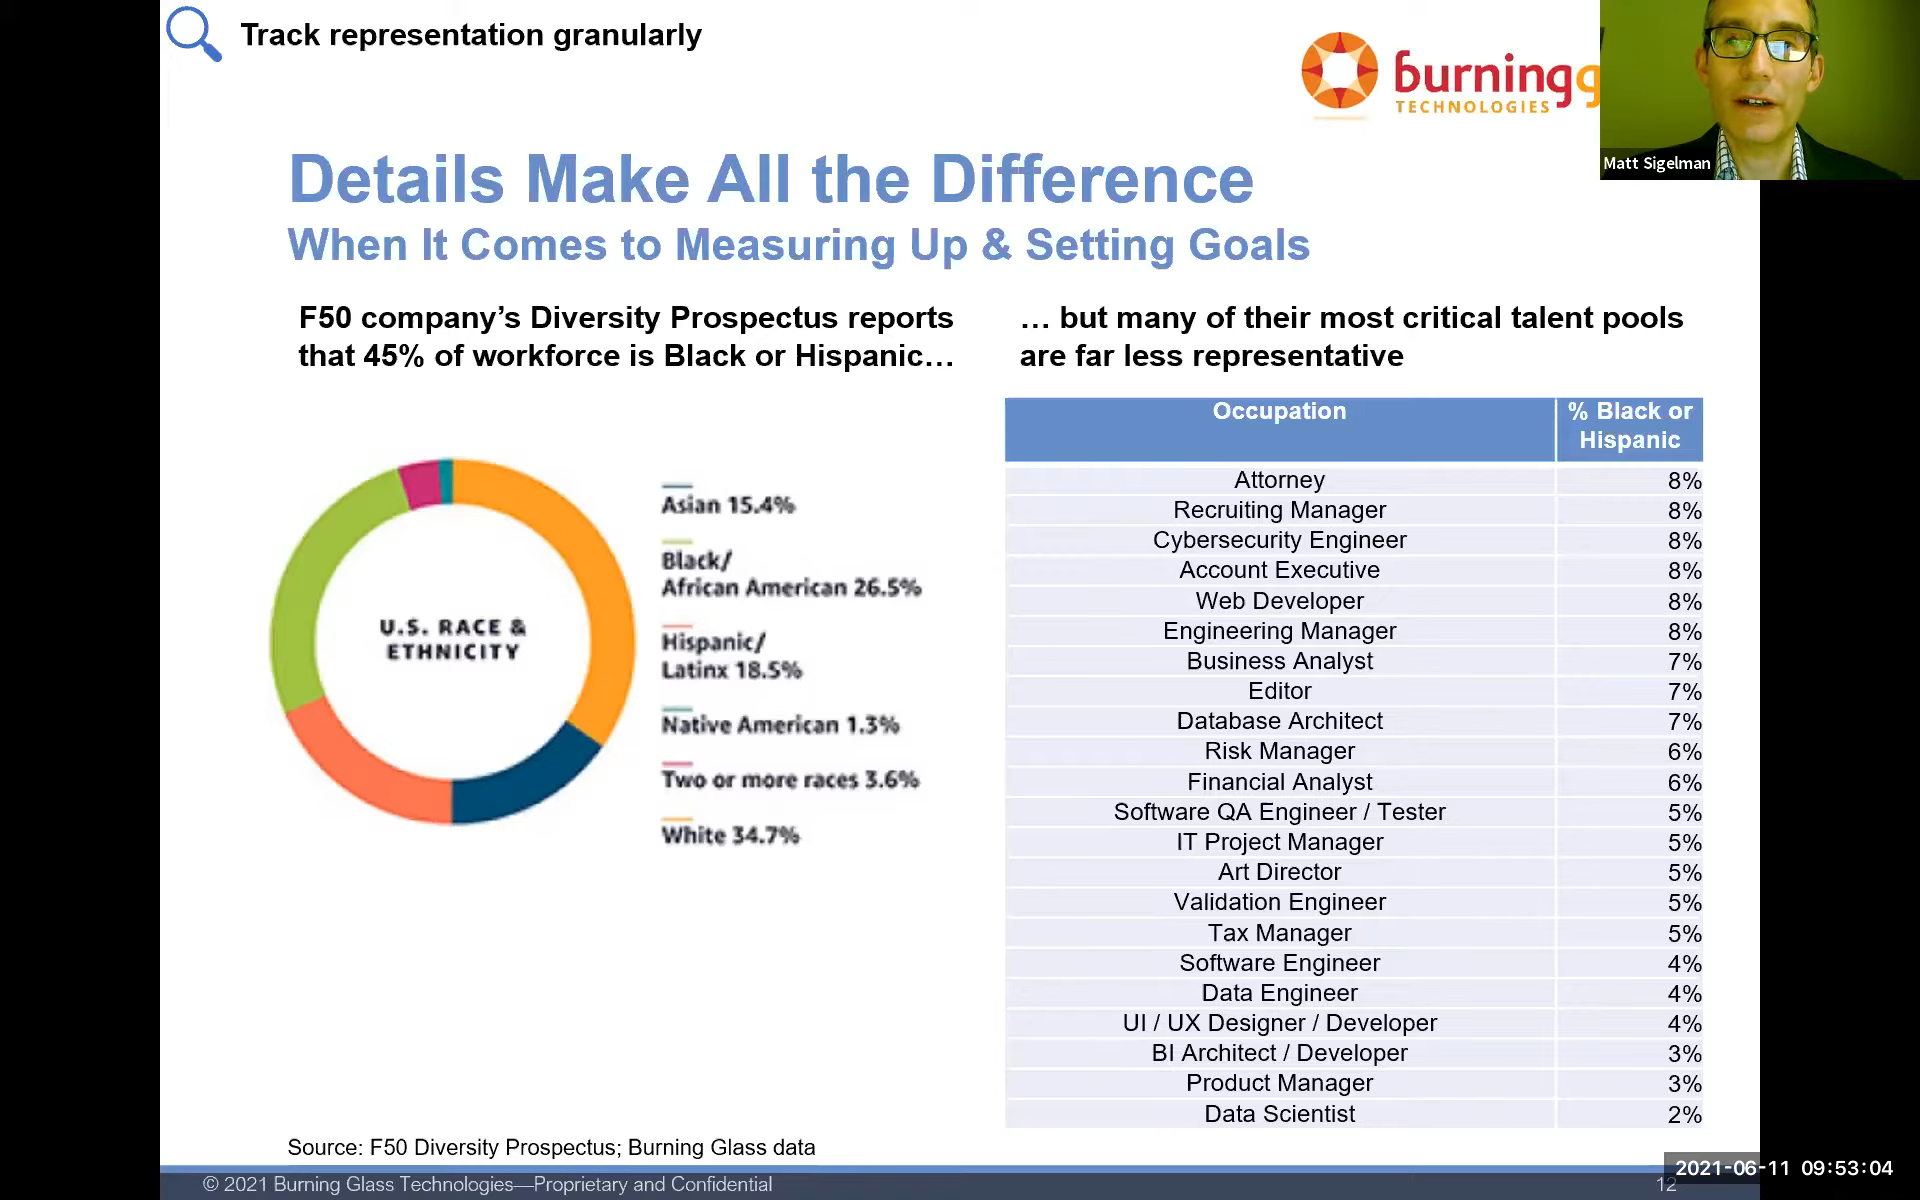 Track representation granularly
burningg
TECHNOLOGIES
Matt Sigelman
Details Make All the Difference
When It Comes to Measuring Up & Setting Goals
F50 company’s Diversity Prospectus reports
that 45% of workforce is Black or Hispanic…
… but many of their most critical talent pools
are far less representative
U.S. RACE &
ETHNICITY
Asian 15.4%
Black/
African American 26.5%
Hispanic/
Latinx 18.5%
Native American 1.3%
Two or more races 3.6%
White 34.7%
Occupation % Black or
Hispanic
Attorney 8%
Recruiting Manager 8%
Cybersecurity Engineer 8%
Account Executive 8%
Web Developer 8%
Engineering Manager 8%
Business Analyst 7%
Editor 7%
Database Architect 7%
Risk Manager 6%
Financial Analyst 6%
Software QA Engineer / Tester 5%
IT Project Manager 5%
Art Director 5%
Validation Engineer 5%
Tax Manager 5%
Software Engineer 4%
Data Engineer 4%
UI / UX Designer / Developer 4%
BI Architect / Developer 3%
Product Manager 3%
Data Scientist 2%
Source: F50 Diversity Prospectus; Burning Glass data
© 2021 Burning Glass Technologies—Proprietary and Confidential
12
2021-06-11 09:53:04